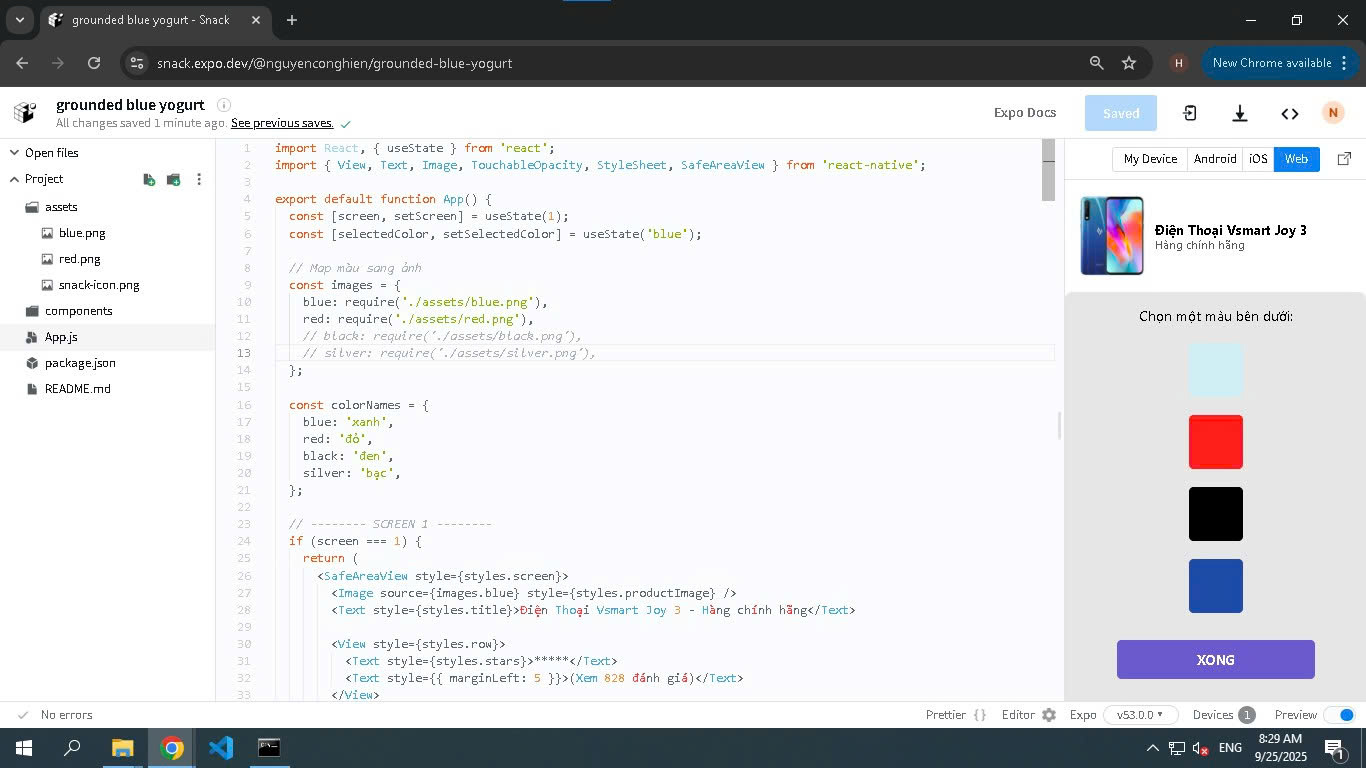 grounded blue yogurt - Snack
snack.expo.dev/@nguyenconghien/grounded-blue-yogurt
H
New Chrome available
grounded blue yogurt
All changes saved 1 minute ago. See previous saves.
Expo Docs
Saved
N
Open files
Project
assets
blue.png
red.png
snack-icon.png
components
App.js
package.json
README.md
1 import React, { useState } from 'react';
2 import { View, Text, Image, TouchableOpacity, StyleSheet, SafeAreaView } from 'react-native';
3
4 export default function App() {
5 const [screen, setScreen] = useState(1);
6 const [selectedColor, setSelectedColor] = useState('blue');
7
8 // Map màu sang ảnh
9 const images = {
10 blue: require('./assets/blue.png'),
11 red: require('./assets/red.png'),
12 // black: require('./assets/black.png'),
13 // silver: require('./assets/silver.png'),
14 };
15
16 const colorNames = {
17 blue: 'xanh',
18 red: 'đỏ',
19 black: 'đen',
20 silver: 'bạc',
21 };
22
23 // -------- SCREEN 1 --------
24 if (screen === 1) {
25 return (
26 <SafeAreaView style={styles.screen}>
27 <Image source={images.blue} style={styles.productImage} />
28 <Text style={styles.title}>Điện Thoại Vsmart Joy 3 - Hàng chính hãng</Text>
29
30 <View style={styles.row}>
31 <Text style={styles.stars}>*****</Text>
32 <Text style={{ marginLeft: 5 }}>(Xem 828 đánh giá)</Text>
33 </View>
My Device Android iOS Web
Điện Thoại Vsmart Joy 3
Hàng chính hãng
Chọn một màu bên dưới:
XONG
No errors
Prettier { } Editor Expo v53.0.0 Devices 1 Preview
ENG
8:29 AM
9/25/2025
1